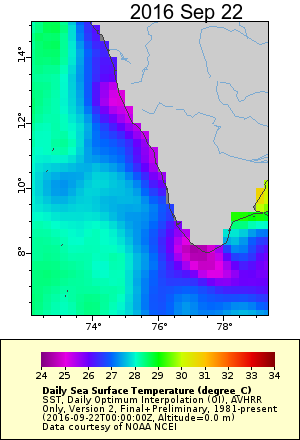 2016 Sep 22
14°
12°
10°
8°
74° 76° 78°
24 25 26 27 28 29 30 31 32 33 34
Daily Sea Surface Temperature (degree_C)
SST, Daily Optimum Interpolation (OI), AVHRR
Only, Version 2, Final+Preliminary, 1981-present
(2016-09-22T00:00:00Z, Altitude=0.0 m)
Data courtesy of NOAA NCEI